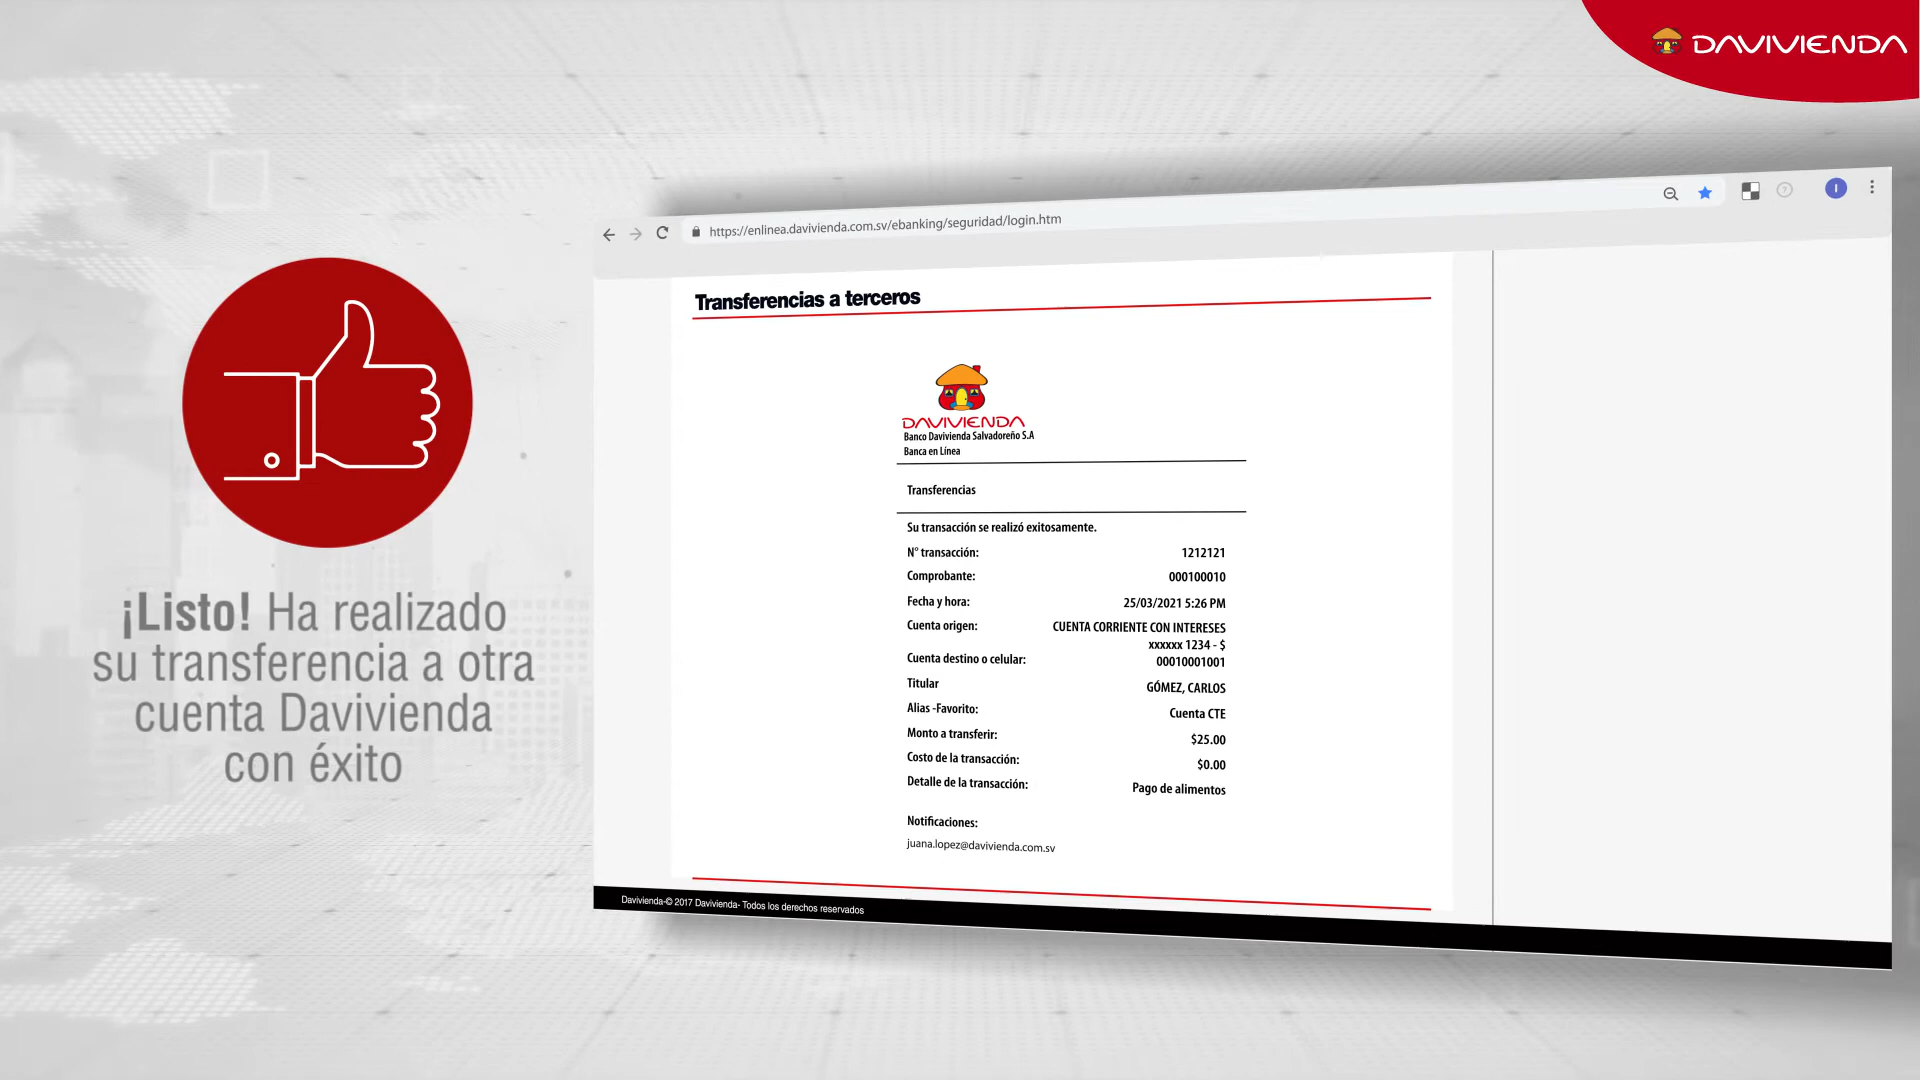 DAVIVIENDA
https://enlinea.davivienda.com.sv/ebanking/seguridad/login.htm
I
¡Listo! Ha realizado
su transferencia a otra
cuenta Davivienda
con éxito
Transferencias a terceros
DAVIVIENDA
Banco Davivienda Salvadoreño S.A
Banca en Línea
Transferencias
Su transacción se realizó exitosamente.
N° transacción: 1212121
Comprobante: 000100010
Fecha y hora: 25/03/2021 5:26 PM
Cuenta origen: CUENTA CORRIENTE CON INTERESES
xxxxxx 1234 - $
Cuenta destino o celular: 00010001001
Titular GÓMEZ, CARLOS
Alias -Favorito: Cuenta CTE
Monto a transferir: $25.00
Costo de la transacción: $0.00
Detalle de la transacción: Pago de alimentos
Notificaciones:
juana.lopez@davivienda.com.sv
Davivienda-© 2017 Davivienda- Todos los derechos reservados